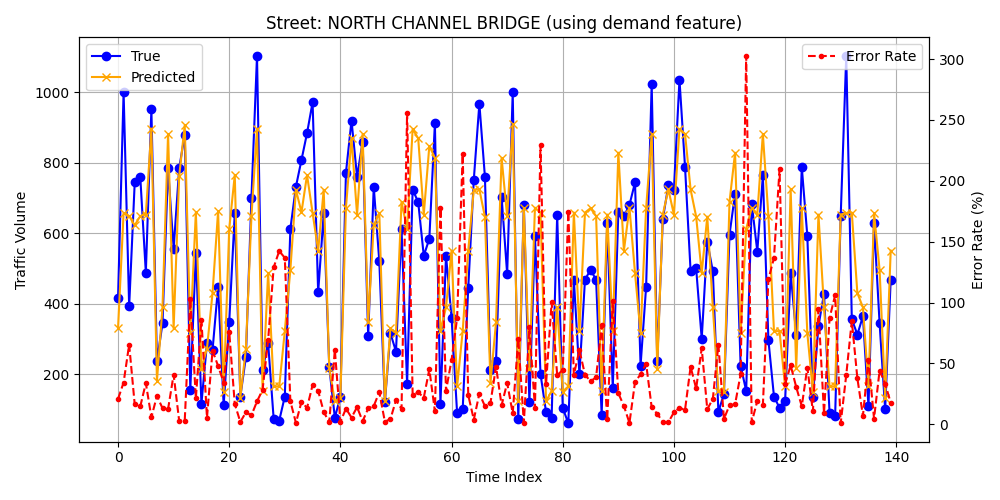 Street: NORTH CHANNEL BRIDGE (using demand feature)
True
Predicted
Error Rate
Traffic Volume
1000
800
600
400
200
300
250
200
150
100
50
0
Error Rate (%)
0 20 40 60 80 100 120 140
Time Index